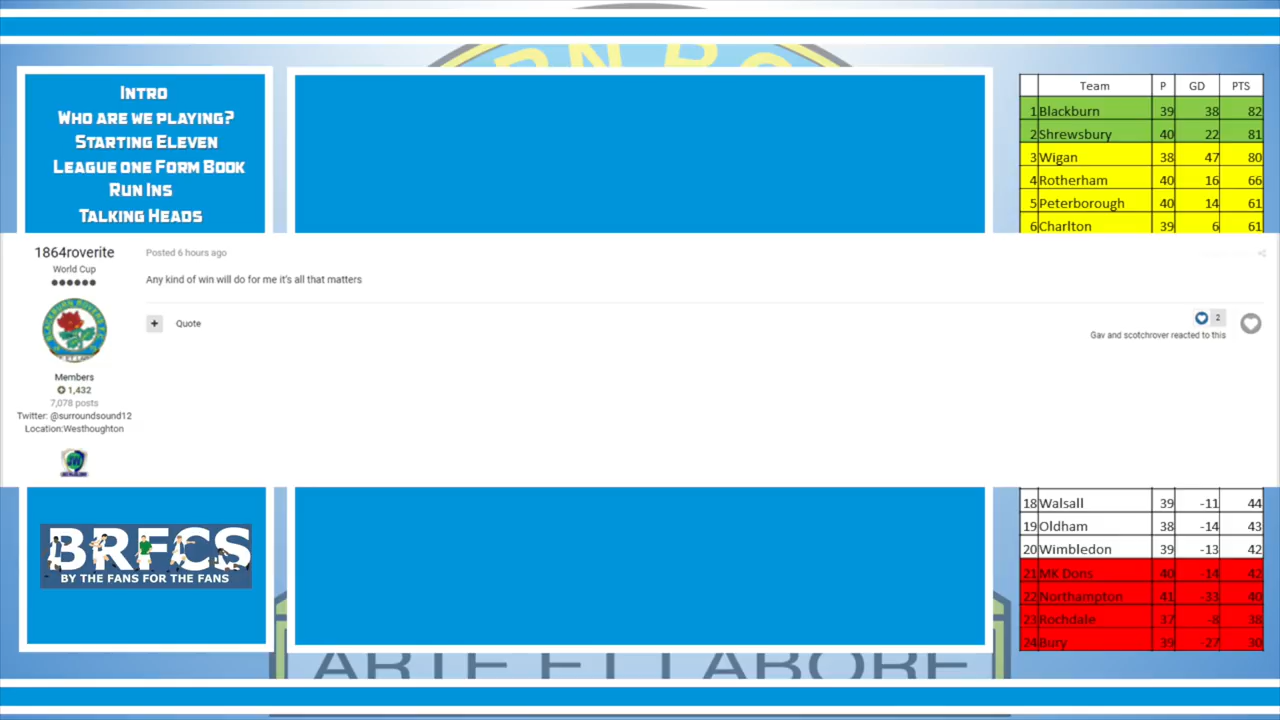 RN RO
INTRO
WHO ARE WE PLAYING?
STARTING ELEVEN
LEAGUE ONE FORM BOOK
RUN INS
TALKING HEADS
Team P GD PTS
1 Blackburn 39 38 82
2 Shrewsbury 40 22 81
3 Wigan 38 47 80
4 Rotherham 40 16 66
5 Peterborough 40 14 61
6 Charlton 39 6 61
1864roverite
World Cup
Posted 6 hours ago
Any kind of win will do for me it's all that matters
+ Quote
2
Gav and scotchrover reacted to this
Members
1,432
7,078 posts
Twitter: @surroundsound12
Location:Westhoughton
18 Walsall 39 -11 44
19 Oldham 38 -14 43
20 Wimbledon 39 -13 42
21 MK Dons 40 -14 42
22 Northampton 41 -33 40
23 Rochdale 37 -8 38
24 Bury 39 -27 30
BRFCS
BY THE FANS FOR THE FANS
ARTE ET LABORE